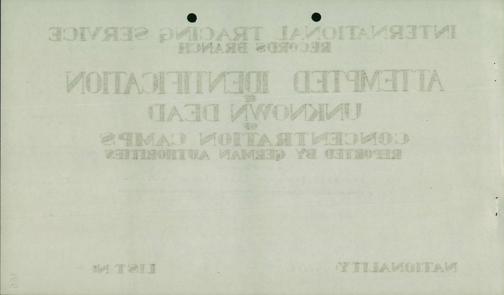 INTERNATIONAL TRACING SERVICE
RECORDS BRANCH
ATTEMPTED IDENTIFICATION
OF
UNKNOWN DEAD
OF
CONCENTRATION CAMPS
REPORTED BY GERMAN AUTHORITIES
NATIONALITY
LIST No